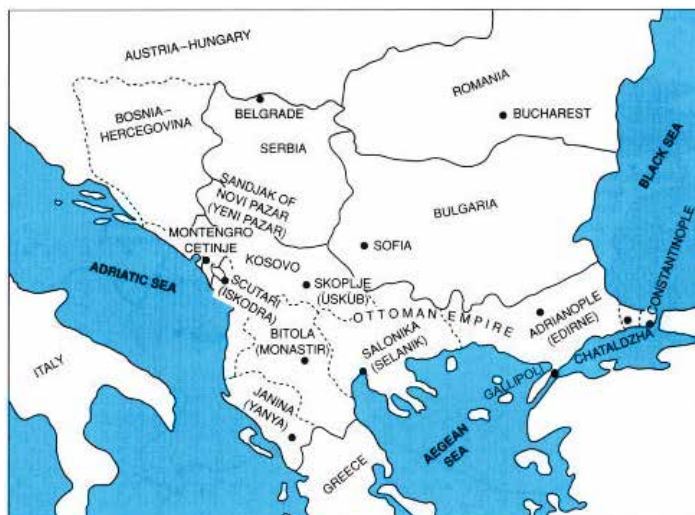 AUSTRIA–HUNGARY
ROMANIA
BOSNIA–
HERCEGOVINA
BELGRADE
BUCHAREST
SERBIA
BLACK SEA
SANDJAK OF
NOVI PAZAR
(YENI PAZAR)
BULGARIA
MONTENGRO
CETINJE
SOFIA
KOSOVO
ADRIATIC SEA
SCUTARI
(ISKODRA)
SKOPLJE
(ÜSKÜB)
CONSTANTINOPLE
OTTOMAN EMPIRE
ADRIANOPLE
(EDIRNE)
BITOLA
(MONASTIR)
SALONIKA
(SELANIK)
CHATALDZHA
ITALY
GALLIPOLI
JANINA
(YANYA)
AEGEAN
SEA
GREECE